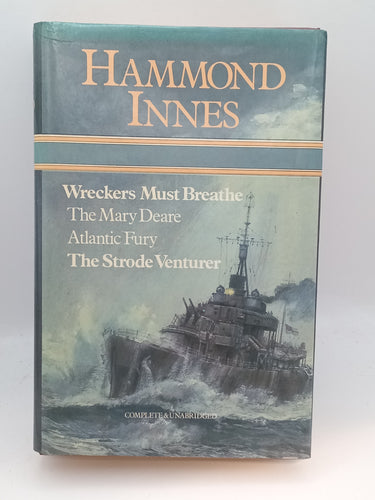 HAMMOND
INNES
Wreckers Must Breathe
The Mary Deare
Atlantic Fury
The Strode Venturer
COMPLETE & UNABRIDGED